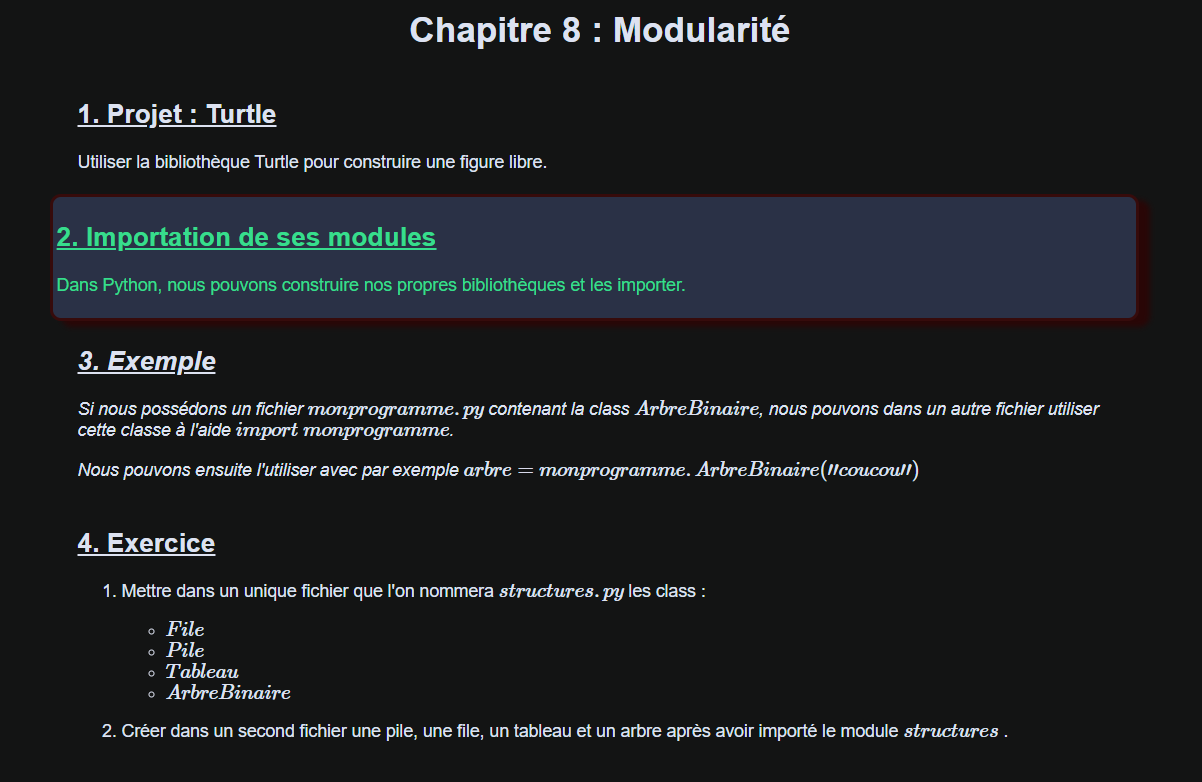 Chapitre 8 : Modularité
1. Projet : Turtle
Utiliser la bibliothèque Turtle pour construire une figure libre.
2. Importation de ses modules
Dans Python, nous pouvons construire nos propres bibliothèques et les importer.
3. Exemple
Si nous possédons un fichier monprogramme.py contenant la class ArbreBinaire, nous pouvons dans un autre fichier utiliser
cette classe à l'aide import monprogramme.
Nous pouvons ensuite l'utiliser avec par exemple arbre = monprogramme.ArbreBinaire("coucou")
4. Exercice
1. Mettre dans un unique fichier que l'on nommera structures.py les class :
◦ File
◦ Pile
◦ Tableau
◦ ArbreBinaire
2. Créer dans un second fichier une pile, une file, un tableau et un arbre après avoir importé le module structures .